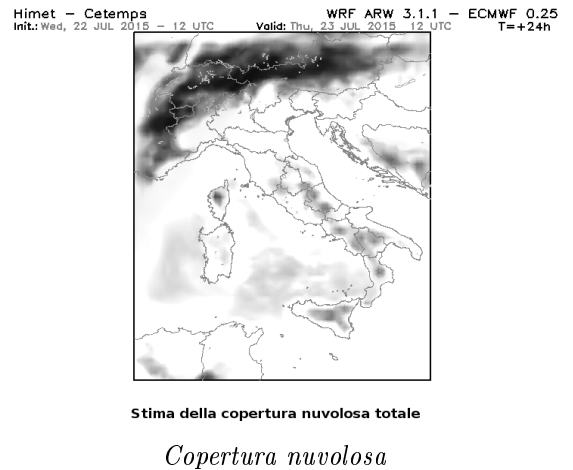 Himet – Cetemps WRF ARW 3.1.1 – ECMWF 0.25
Init.: Wed, 22 JUL 2015 – 12 UTC Valid: Thu, 23 JUL 2015 12 UTC T=+24h
Stima della copertura nuvolosa totale
Copertura nuvolosa